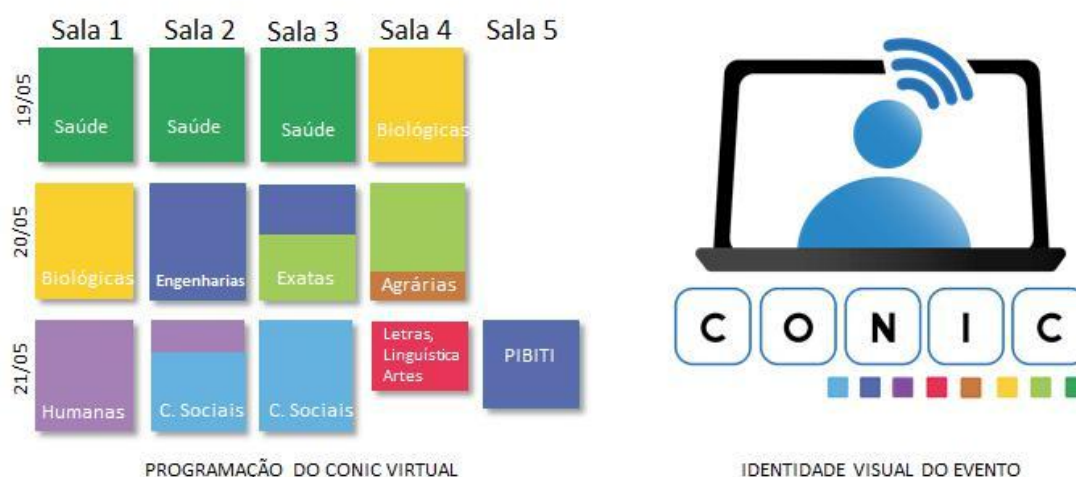 Sala 1 Sala 2 Sala 3 Sala 4 Sala 5
19/05
Saúde Saúde Saúde Biológicas
20/05
Biológicas Engenharias Exatas Agrárias
21/05
Humanas C. Sociais C. Sociais
Letras,
Linguística
Artes
PIBITI
PROGRAMAÇÃO DO CONIC VIRTUAL
C O N I C
IDENTIDADE VISUAL DO EVENTO